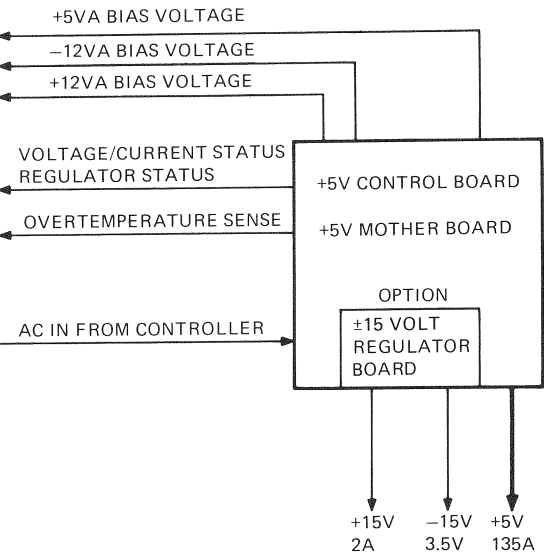 +5VA BIAS VOLTAGE
−12VA BIAS VOLTAGE
+12VA BIAS VOLTAGE
VOLTAGE/CURRENT STATUS
REGULATOR STATUS
+5V CONTROL BOARD
OVERTEMPERATURE SENSE
+5V MOTHER BOARD
OPTION
AC IN FROM CONTROLLER
±15 VOLT
REGULATOR
BOARD
+15V −15V +5V
2A 3.5V 135A